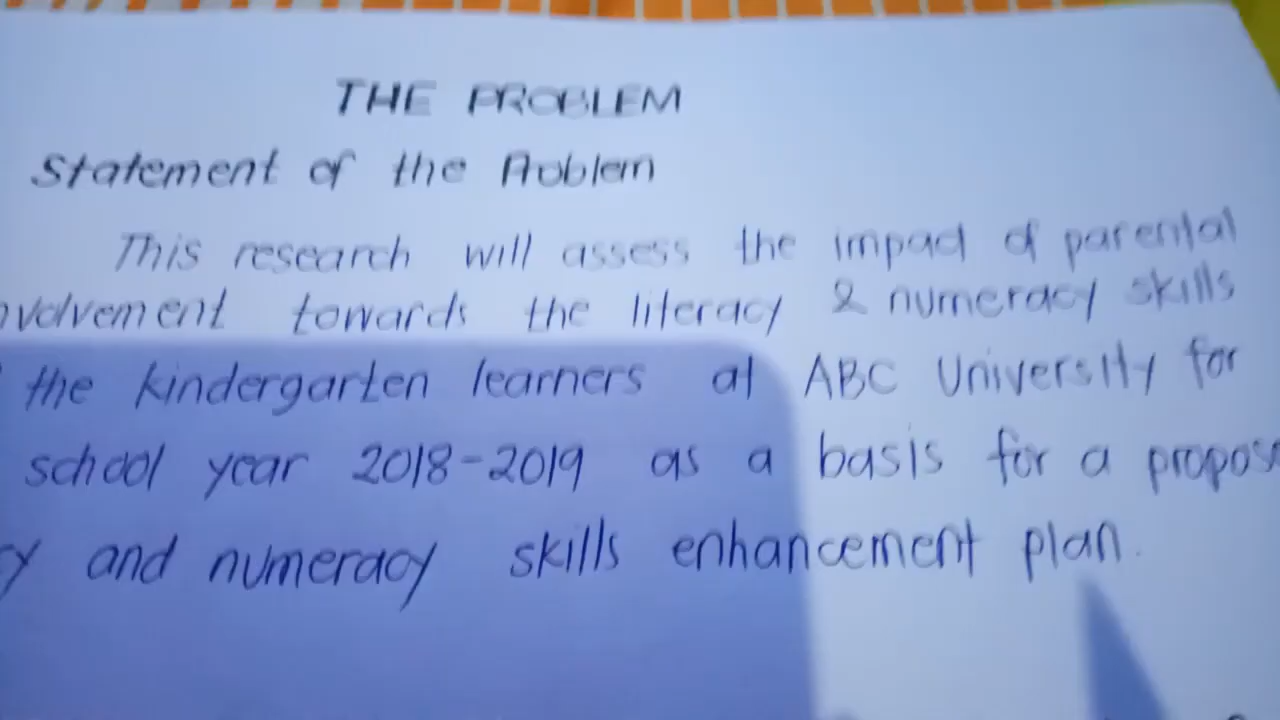 THE PROBLEM
Statement of the Problem
This research will assess the impact of parental
nvolvement towards the literacy & numeracy skills
the kindergarten learners at ABC University for
school year 2018-2019 as a basis for a propos
y and numeracy skills enhancement plan.